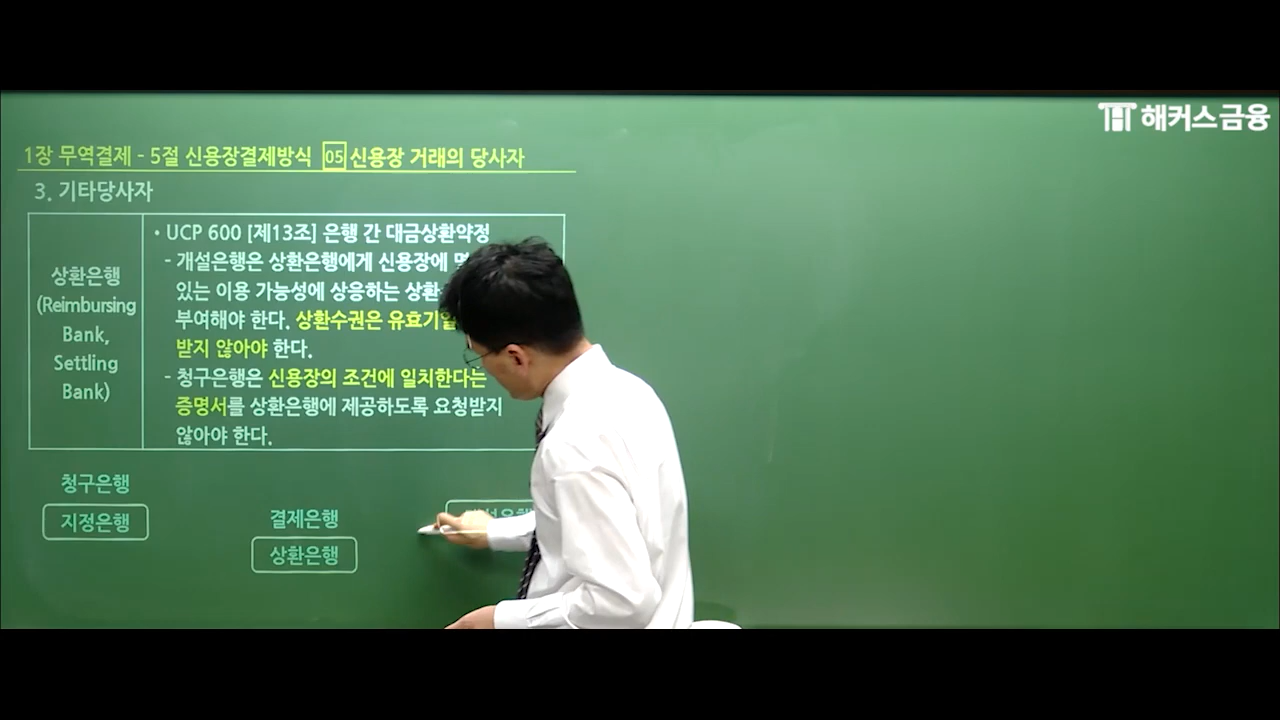 해커스금융
1장 무역결제 - 5절 신용장결제방식 05 신용장 거래의 당사자
3. 기타당사자
상환은행
(Reimbursing
Bank,
Settling
Bank)
• UCP 600 [제13조] 은행 간 대금상환약정
- 개설은행은 상환은행에게 신용장에
있는 이용 가능성에 상응하는
부여해야 한다. 상환수권은
받지 않아야 한다.
- 청구은행은 신용장의 조건에 일치한다는
증명서를 상환은행에 제공하도록 요청받지
않아야 한다.
청구은행
지정은행
결제은행
상환은행